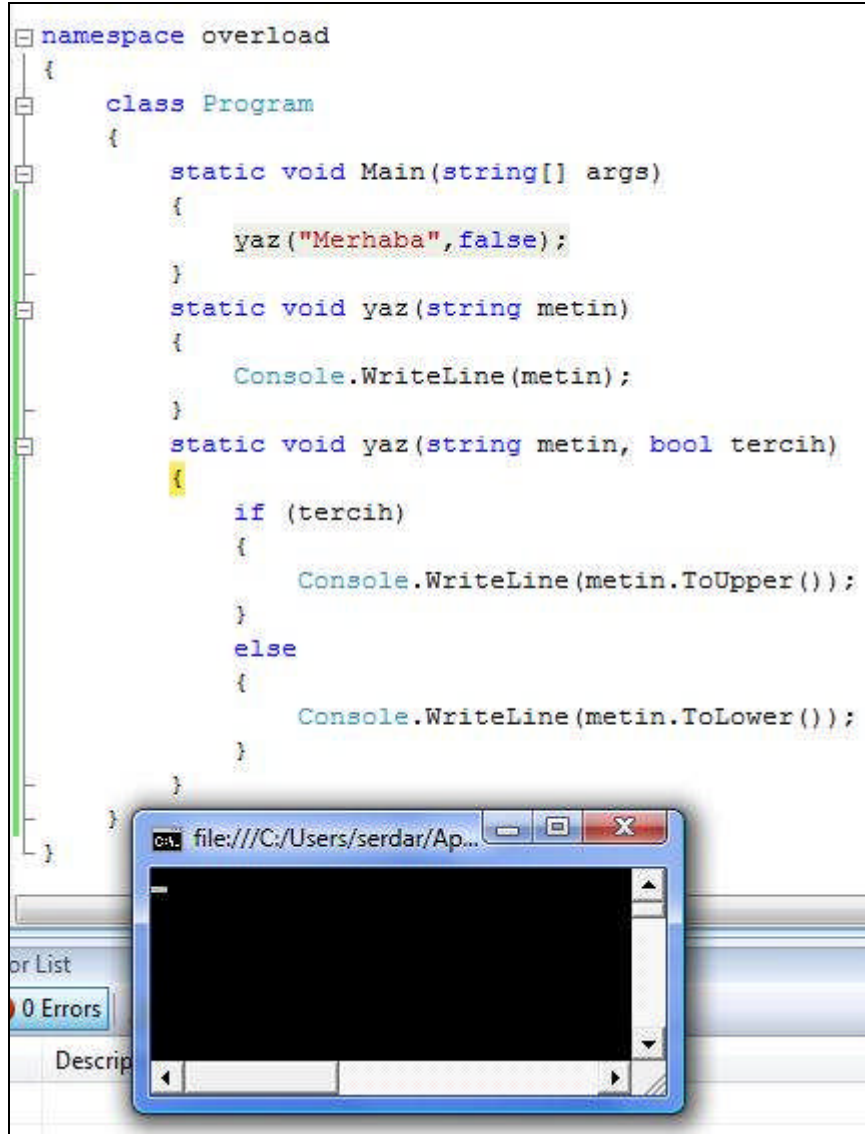 namespace overload
{
class Program
{
static void Main(string[] args)
{
yaz("Merhaba",false);
}
static void yaz(string metin)
{
Console.WriteLine(metin);
}
static void yaz(string metin, bool tercih)
{
if (tercih)
{
Console.WriteLine(metin.ToUpper());
}
else
{
Console.WriteLine(metin.ToLower());
}
}
}
}
file:///C:/Users/serdar/Ap...
List
0 Errors